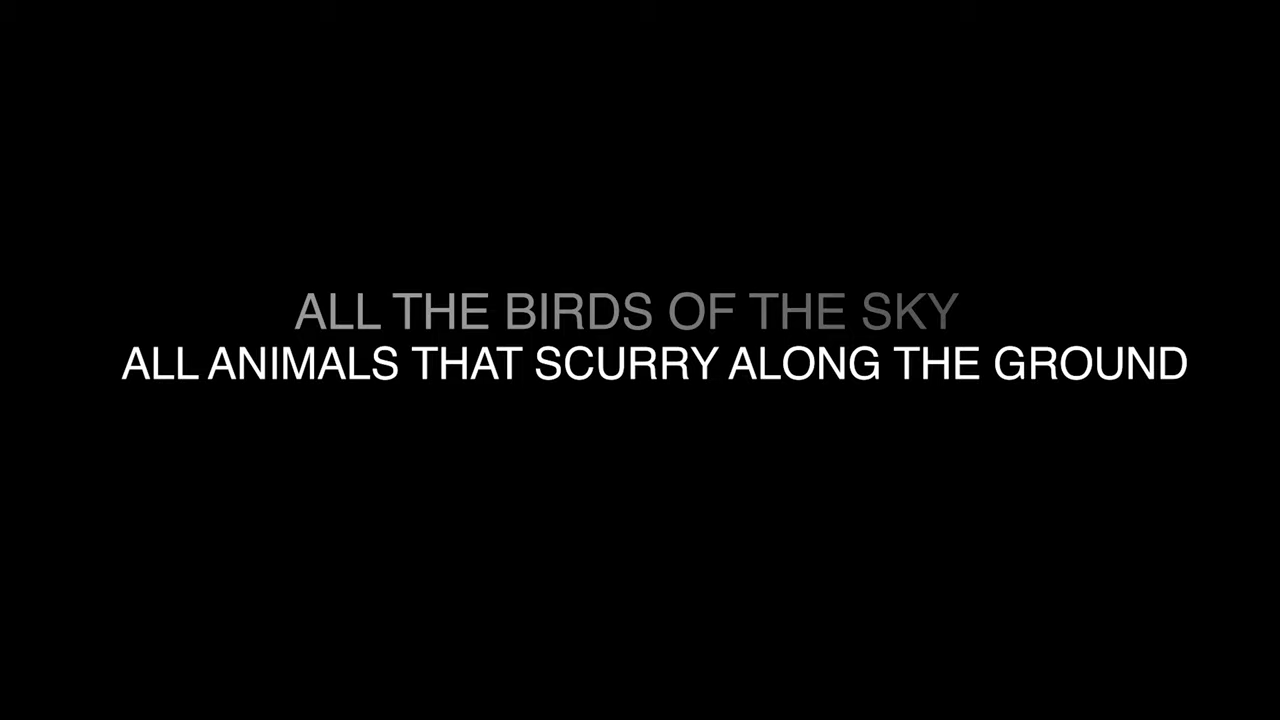 ALL THE BIRDS OF THE SKY
ALL ANIMALS THAT SCURRY ALONG THE GROUND